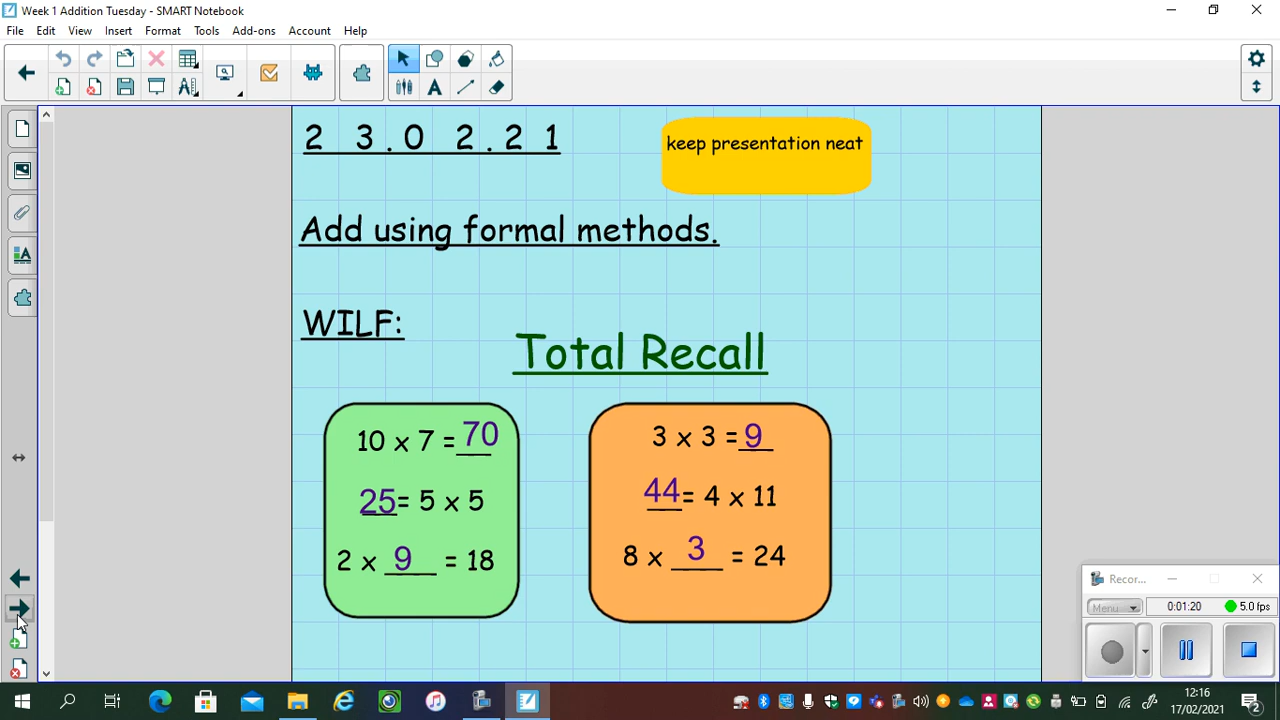 Week 1 Addition Tuesday - SMART Notebook
File Edit View Insert Format Tools Add-ons Account Help
2 3.0 2.2 1
keep presentation neat
Add using formal methods.
WILF:
Total Recall
10 x 7 = 70
25 = 5 x 5
2 x 9 = 18
3 x 3 = 9
44 = 4 x 11
8 x 3 = 24
Recor...
Menu
0:01:20
5.0 fps
12:16
17/02/2021
2